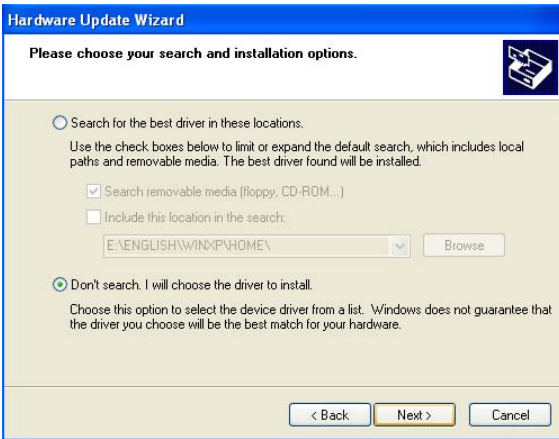 Hardware Update Wizard
Please choose your search and installation options.
Search for the best driver in these locations.
Use the check boxes below to limit or expand the default search, which includes local
paths and removable media. The best driver found will be installed.
Search removable media (floppy, CD-ROM...)
Include this location in the search:
E:\ENGLISH\WINXP\HOME\ Browse
Don't search. I will choose the driver to install.
Choose this option to select the device driver from a list. Windows does not guarantee that
the driver you choose will be the best match for your hardware.
< Back Next > Cancel